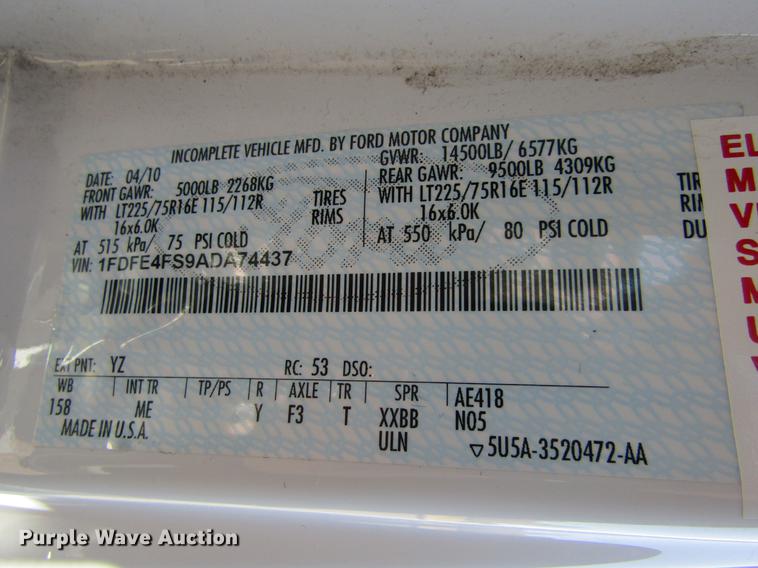 INCOMPLETE VEHICLE MFD. BY FORD MOTOR COMPANY
DATE: 04/10 GVWR: 14500LB/ 6577KG
FRONT GAWR: 5000LB 2268KG REAR GAWR: 9500LB 4309KG
WITH LT225/75R16E 115/112R TIRES WITH LT225/75R16E 115/112R TIR
16x6.0K RIMS 16x6.0K RI
AT 515 kPa/ 75 PSI COLD AT 550 kPa/ 80 PSI COLD DU
VIN: 1FDFE4FS9ADA74437
EXT PNT: YZ RC: 53 DSO:
WB INT TR TP/PS R AXLE TR SPR AE418
158 ME Y F3 T XXBB N05
MADE IN U.S.A. ULN ▽5U5A-3520472-AA
EL
M
V
S
M
U
Purple Wave Auction